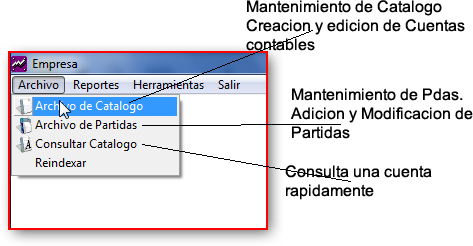 Mantenimiento de Catalogo
Creacion y edicion de Cuentas
contables
Empresa
Archivo Reportes Herramientas Salir
Archivo de Catalogo
Archivo de Partidas
Consultar Catalogo
Reindexar
Mantenimiento de Pdas.
Adicion y Modificacion de
Partidas
Consulta una cuenta
rapidamente